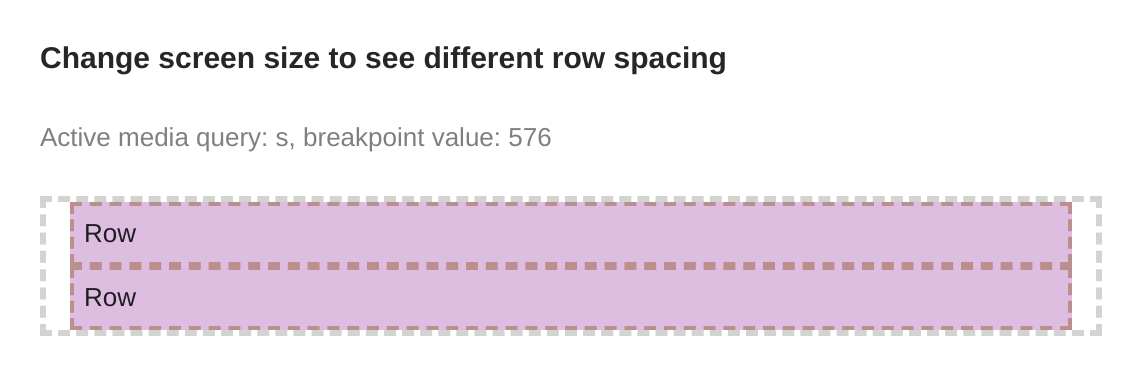 Change screen size to see different row spacing
Active media query: s, breakpoint value: 576
Row
Row